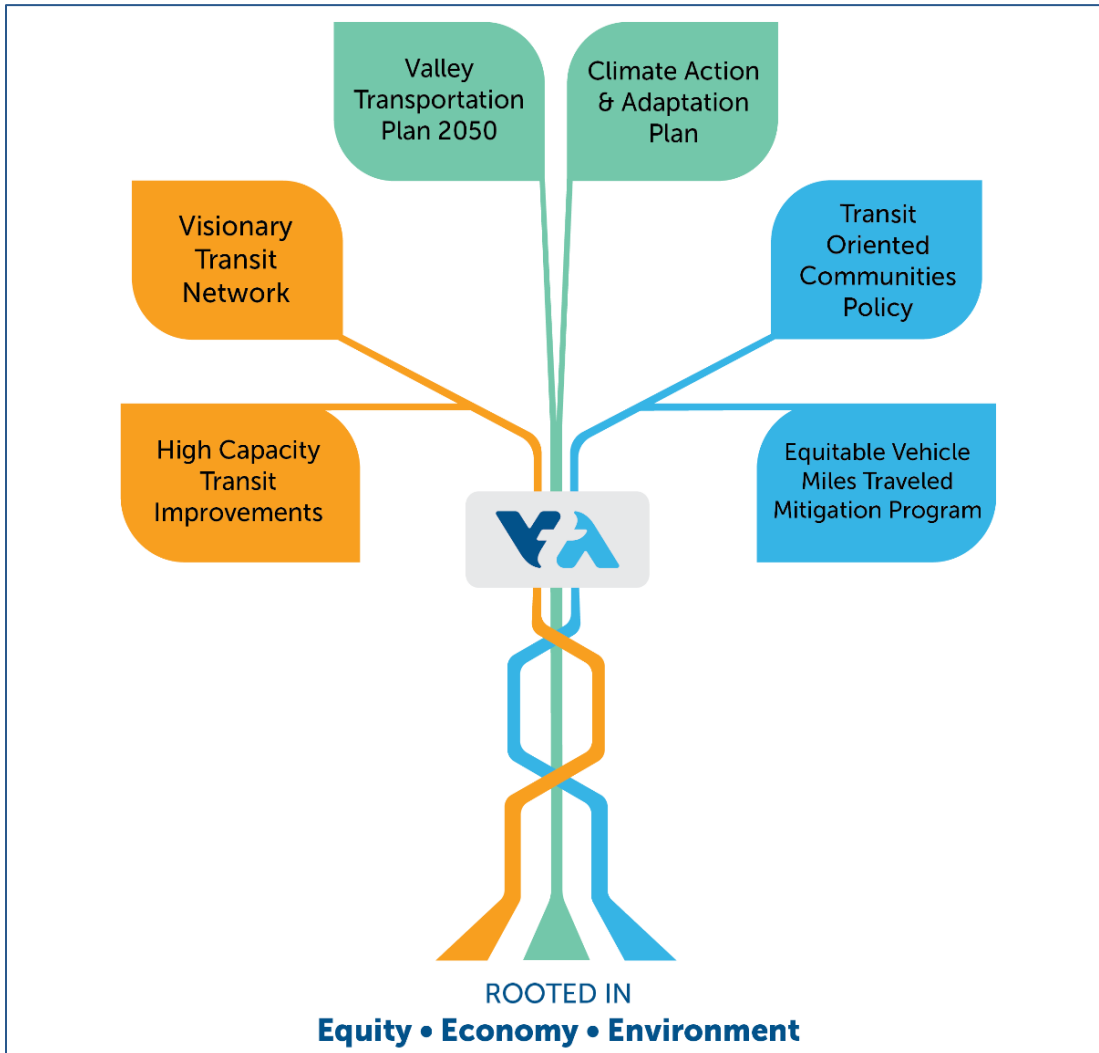 Valley
Transportation
Plan 2050
Climate Action
& Adaptation
Plan
Visionary
Transit
Network
Transit
Oriented
Communities
Policy
High Capacity
Transit
Improvements
Equitable Vehicle
Miles Traveled
Mitigation Program
VTA
ROOTED IN
Equity • Economy • Environment